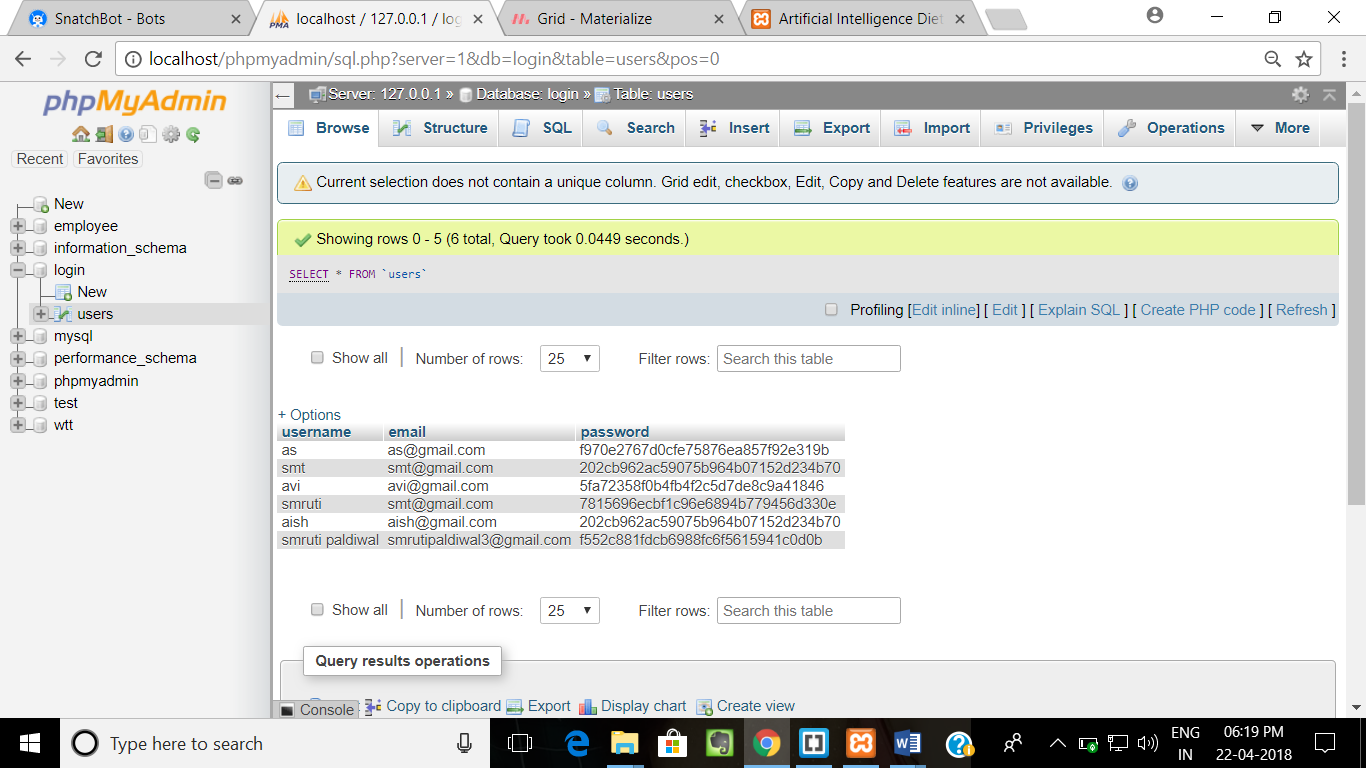 SnatchBot - Bots
localhost / 127.0.0.1 / log
Grid - Materialize
Artificial Intelligence Diet
localhost/phpmyadmin/sql.php?server=1&db=login&table=users&pos=0
phpMyAdmin
Recent Favorites
New
employee
information_schema
login
New
users
mysql
performance_schema
phpmyadmin
test
wtt
Server: 127.0.0.1 » Database: login » Table: users
Browse Structure SQL Search Insert Export Import Privileges Operations More
Current selection does not contain a unique column. Grid edit, checkbox, Edit, Copy and Delete features are not available.
Showing rows 0 - 5 (6 total, Query took 0.0449 seconds.)
SELECT * FROM `users`
Profiling [Edit inline] [ Edit ] [ Explain SQL ] [ Create PHP code ] [ Refresh ]
Show all | Number of rows: 25 Filter rows: Search this table
+ Options
username email password
as as@gmail.com f970e2767d0cfe75876ea857f92e319b
smt smt@gmail.com 202cb962ac59075b964b07152d234b70
avi avi@gmail.com 5fa72358f0b4fb4f2c5d7de8c9a41846
smruti smt@gmail.com 7815696ecbf1c96e6894b779456d330e
aish aish@gmail.com 202cb962ac59075b964b07152d234b70
smruti paldiwal smrutipaldiwal3@gmail.com f552c881fdcb6988fc6f5615941c0d0b
Show all | Number of rows: 25 Filter rows: Search this table
Query results operations
Console Copy to clipboard Export Display chart Create view
Type here to search
ENG
IN
06:19 PM
22-04-2018